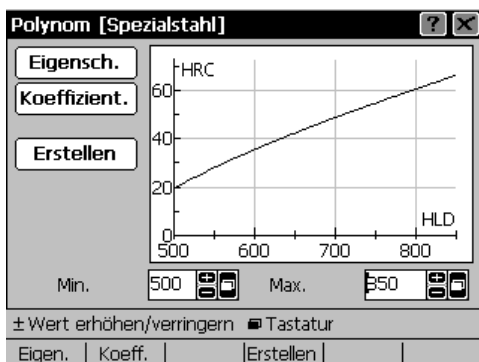 Polynom [Spezialstahl] ? X
Eigensch.
Koeffizient.
Erstellen
HRC
60
40
20
0
500 600 700 800
HLD
Min. 500 Max. 850
± Wert erhöhen/verringern Tastatur
Eigen. Koeff. Erstellen